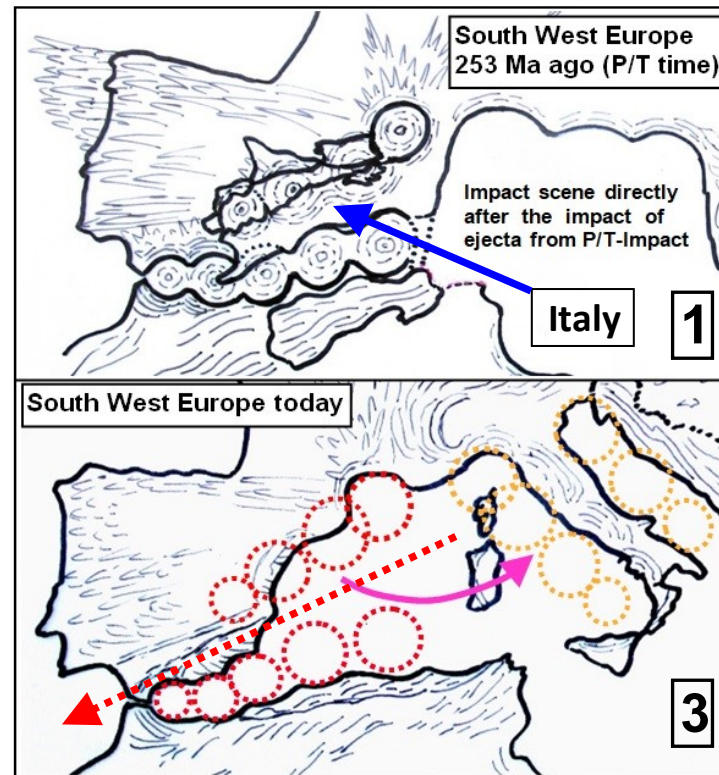 South West Europe
253 Ma ago (P/T time)
Impact scene directly
after the impact of
ejecta from P/T-Impact
Italy
1
South West Europe today
3